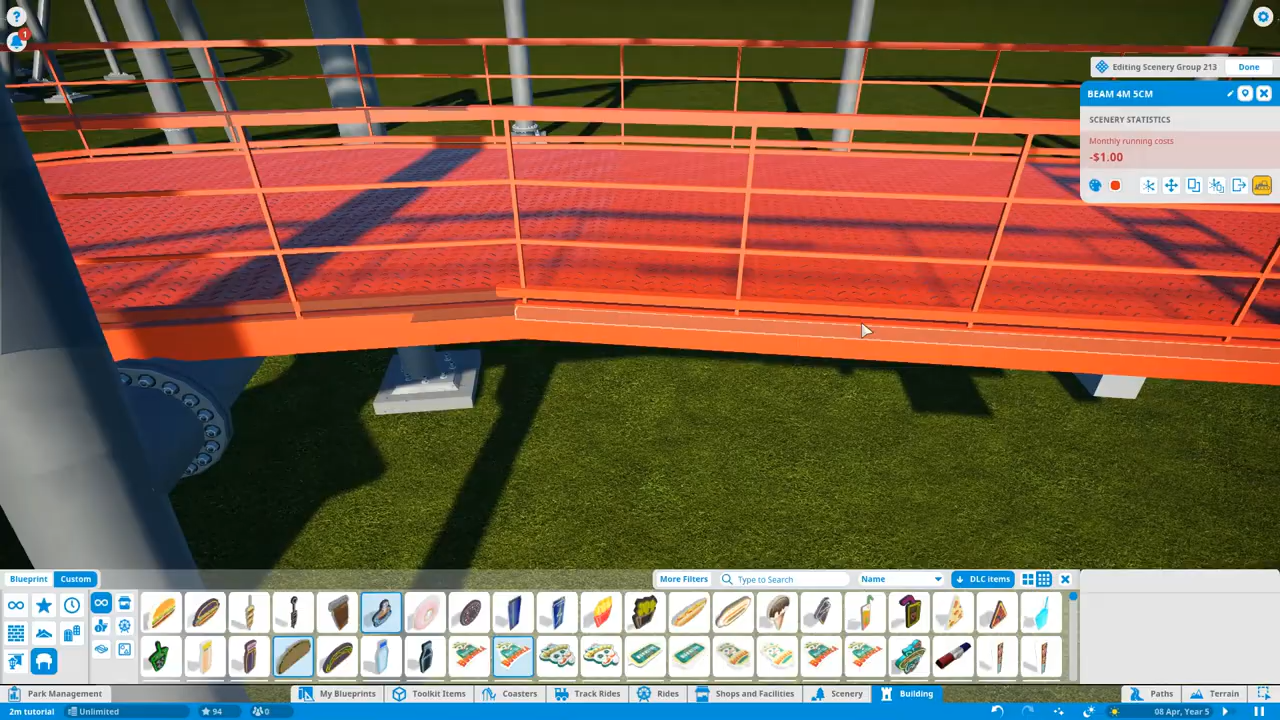 ?
1
Editing Scenery Group 213
Done
BEAM 4M 5CM
SCENERY STATISTICS
Monthly running costs
-$1.00
Blueprint
Custom
More Filters
Type to Search
Name
DLC items
Park Management
My Blueprints
Toolkit Items
Coasters
Track Rides
Rides
Shops and Facilities
Scenery
Building
Paths
Terrain
2m tutorial
Unlimited
94
0
08 Apr, Year 5